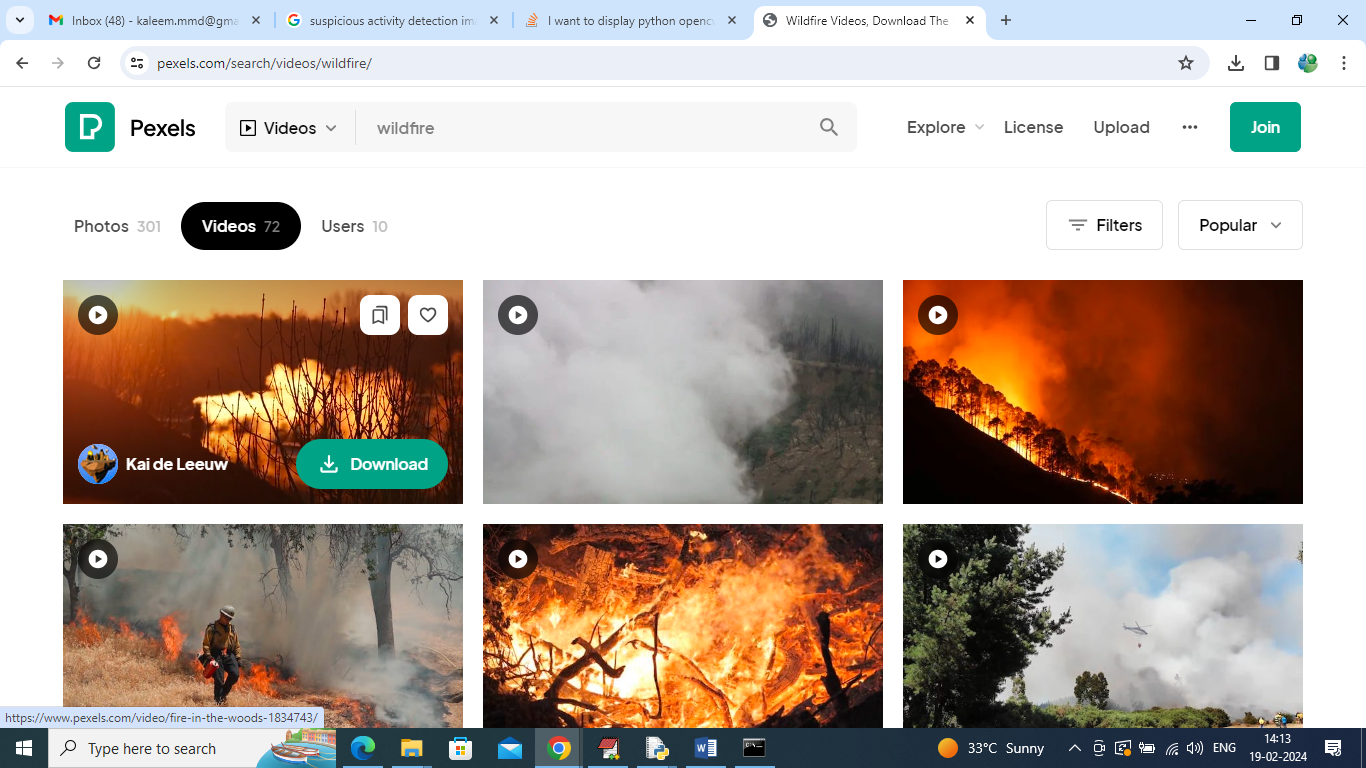 Inbox (48) - kaleem.mmd@gma
suspicious activity detection im
I want to display python openc
Wildfire Videos, Download The
pexels.com/search/videos/wildfire/
Pexels
Videos
wildfire
Explore
License
Upload
Join
Photos 301
Videos 72
Users 10
Filters
Popular
Kai de Leeuw
Download
https://www.pexels.com/video/fire-in-the-woods-1834743/
Type here to search
33°C Sunny
ENG
14:13
19-02-2024